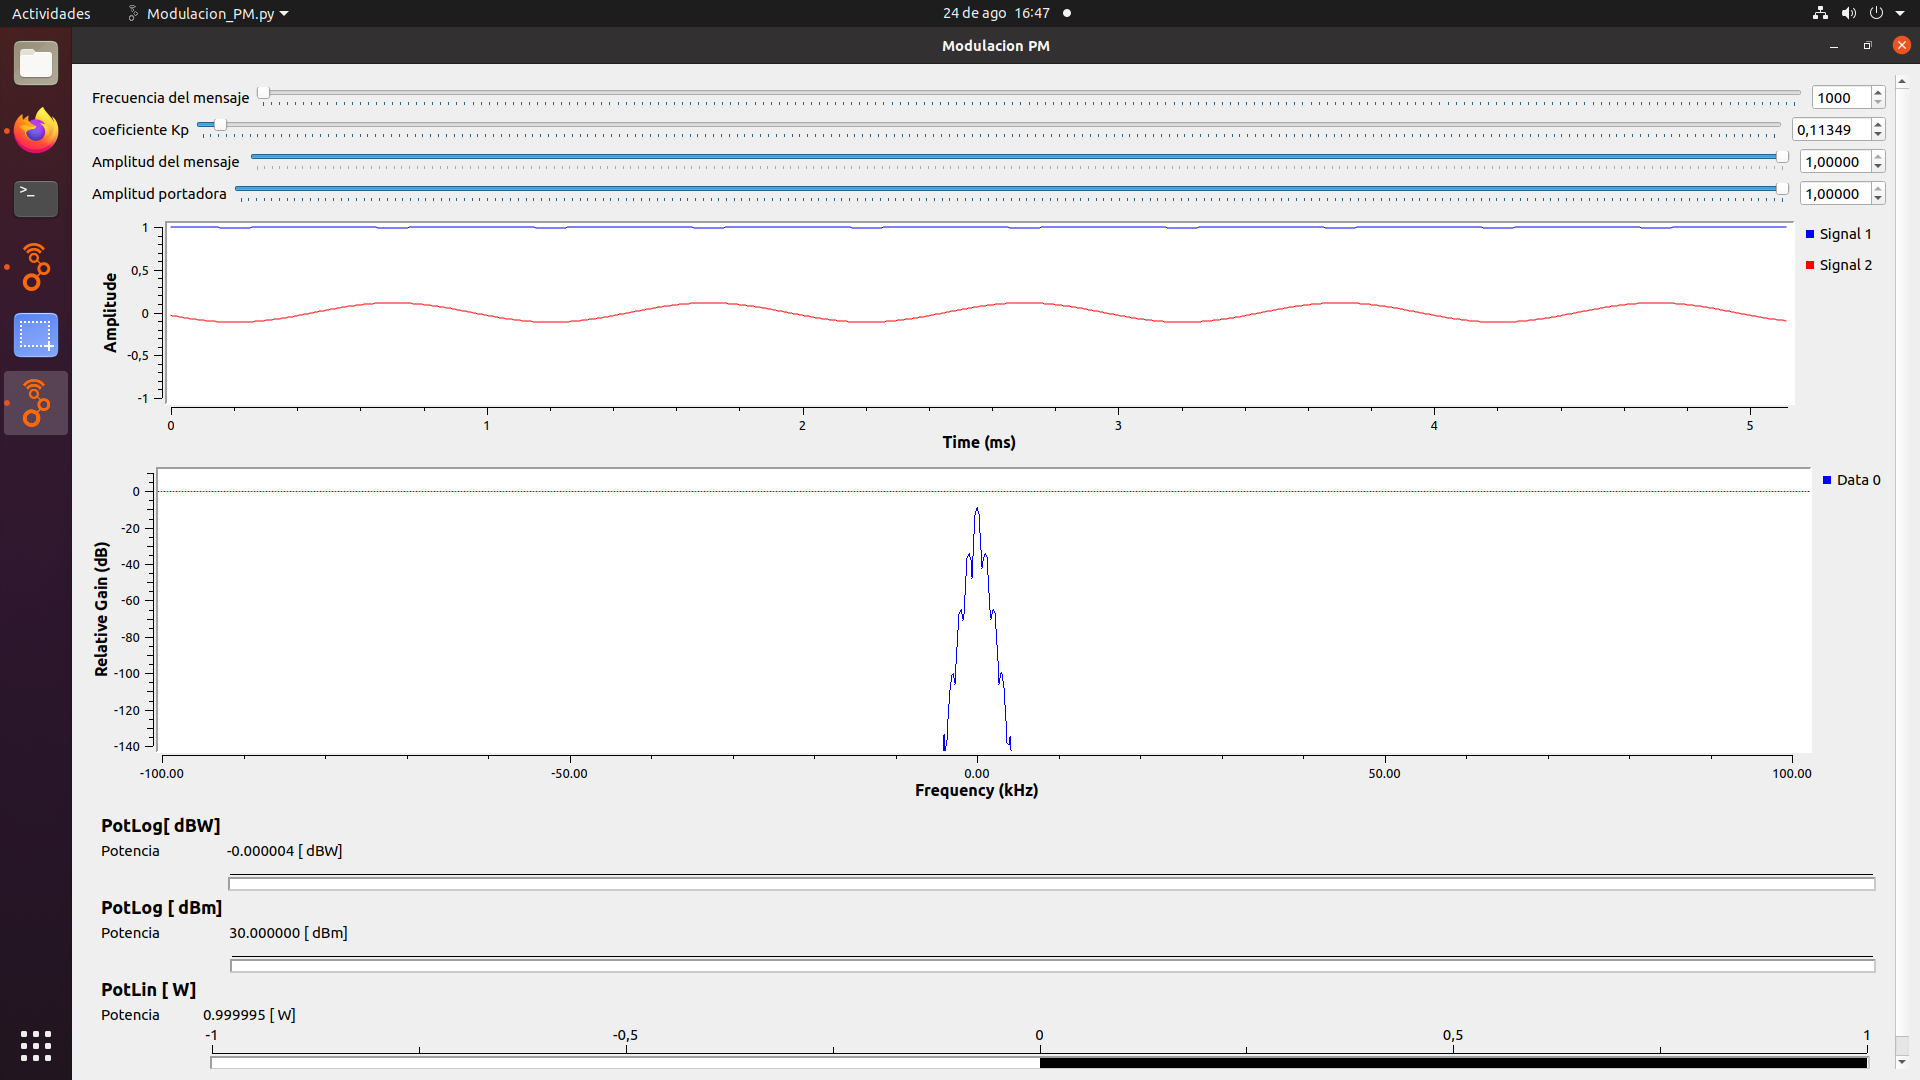 Actividades Modulacion_PM.py 24 de ago 16:47
Modulacion PM
Frecuencia del mensaje 1000
coeficiente Kp 0,11349
Amplitud del mensaje 1,00000
Amplitud portadora 1,00000
Signal 1
Signal 2
Amplitude
1
0,5
0
-0,5
-1
0 1 2 3 4 5
Time (ms)
Data 0
Relative Gain (dB)
0
-20
-40
-60
-80
-100
-120
-140
-100.00 -50.00 0.00 50.00 100.00
Frequency (kHz)
PotLog[ dBW]
Potencia -0.000004 [ dBW]
PotLog [ dBm]
Potencia 30.000000 [ dBm]
PotLin [ W]
Potencia 0.999995 [ W]
-1 -0,5 0 0,5 1